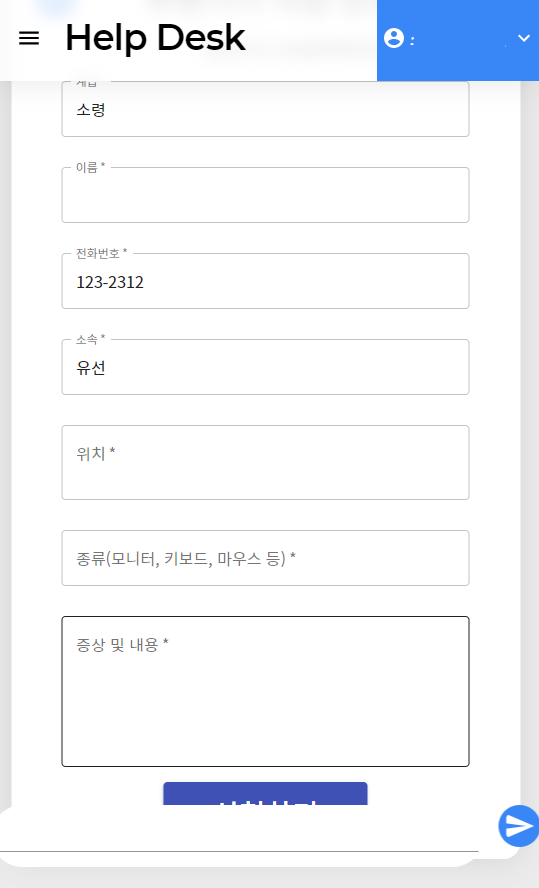 Help Desk
:
계급
소령
이름 *
전화번호 *
123-2312
소속 *
유선
위치 *
종류(모니터, 키보드, 마우스 등) *
증상 및 내용 *